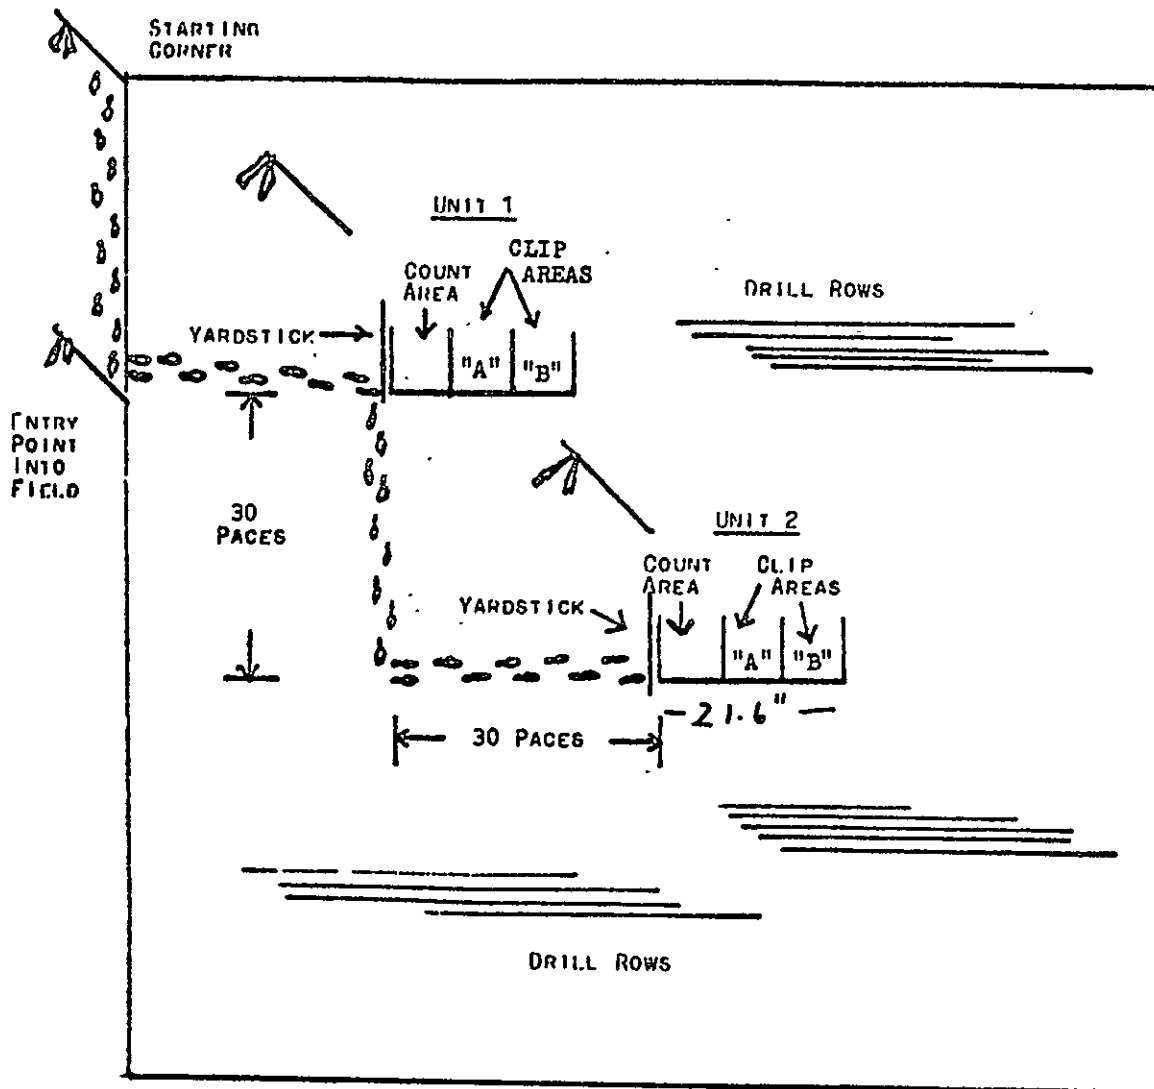 STARTING
CORNER
UNIT 1
CLIP
AREAS
COUNT
AREA
DRILL ROWS
YARDSTICK
"A"
"B"
ENTRY
POINT
INTO
FIELD
30
PACES
UNIT 2
COUNT
AREA
CLIP
AREAS
YARDSTICK
"A"
"B"
21.6"
30 PACES
DRILL ROWS